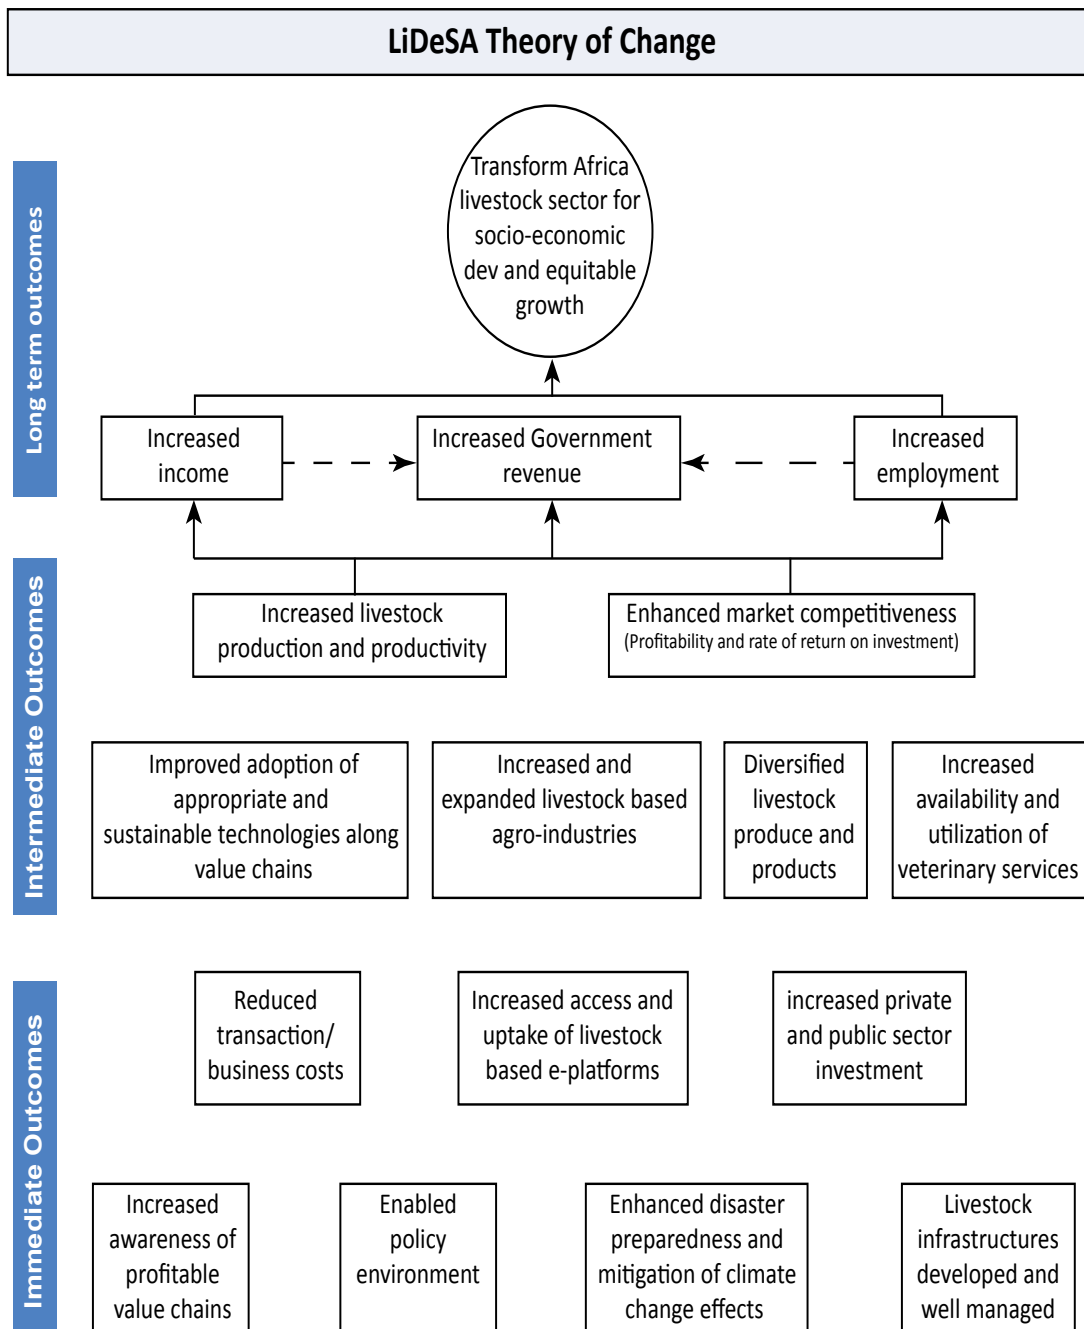 LiDeSA Theory of Change
Long term outcomes
Transform Africa
livestock sector for
socio-economic
dev and equitable
growth
Increased
income
Increased Government
revenue
Increased
employment
Intermediate Outcomes
Increased livestock
production and productivity
Enhanced market competitiveness
(Profitability and rate of return on investment)
Improved adoption of
appropriate and
sustainable technologies along
value chains
Increased and
expanded livestock based
agro-industries
Diversified
livestock
produce and
products
Increased
availability and
utilization of
veterinary services
Immediate Outcomes
Reduced
transaction/
business costs
Increased access and
uptake of livestock
based e-platforms
increased private
and public sector
investment
Increased
awareness of
profitable
value chains
Enabled
policy
environment
Enhanced disaster
preparedness and
mitigation of climate
change effects
Livestock
infrastructures
developed and
well managed